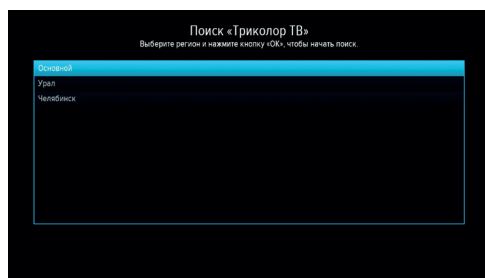 Поиск «Триколор ТВ»
Выберите регион и нажмите кнопку «ОК», чтобы начать поиск.
Основной
Урал
Челябинск